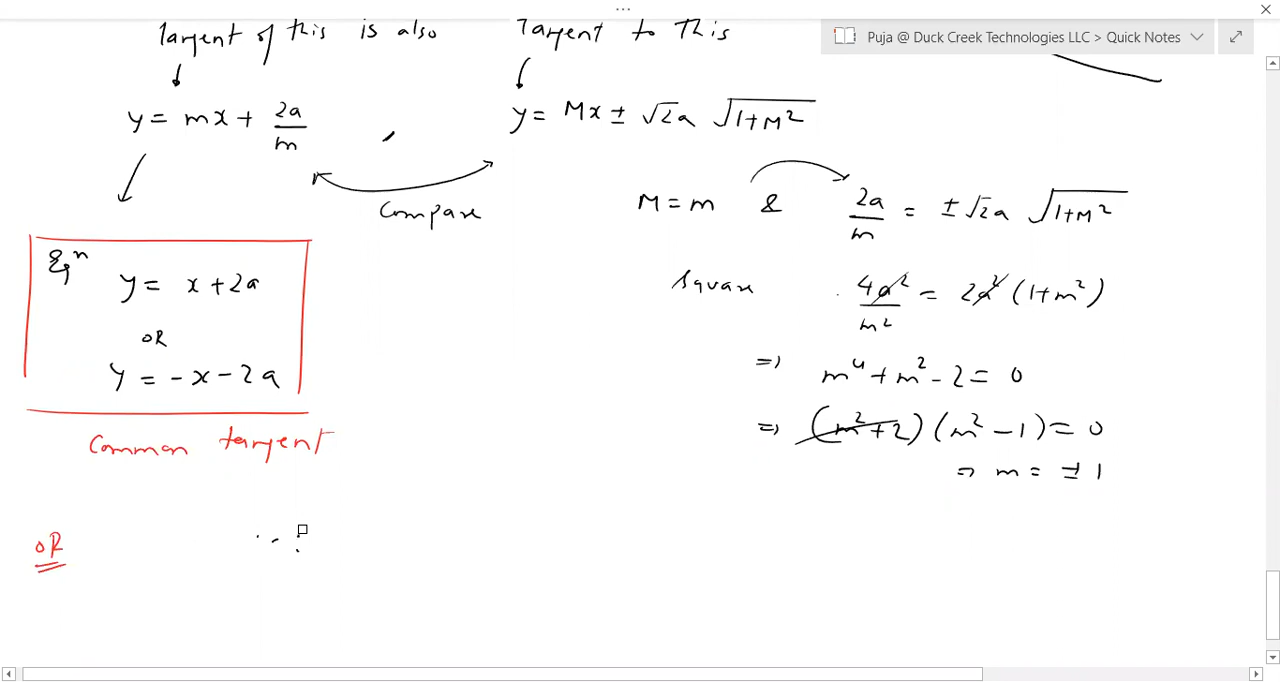 ...
Tangent of this is also Tangent to this
Puja @ Duck Creek Technologies LLC > Quick Notes
y = mx + 2a/m , y = Mx ± √2a √1+M²
Compare
M = m & 2a/m = ± √2a √1+M²
Square 4a²/m² = 2a² (1+m²)
⇒ m⁴ + m² - 2 = 0
⇒ (m²+2) (m² - 1) = 0
⇒ m = ± 1
Eqⁿ y = x + 2a
OR
y = -x - 2a
Common tangent
OR